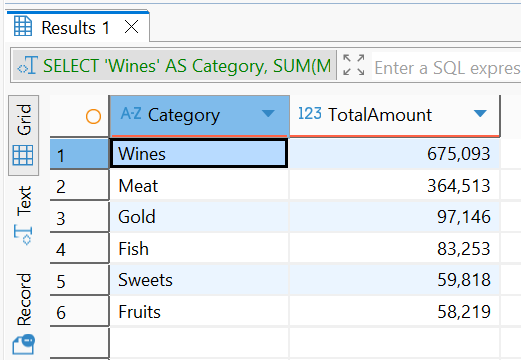 Results 1
SELECT 'Wines' AS Category, SUM(M
Enter a SQL expres
Grid
Text
Record
A-Z Category 123 TotalAmount
1 Wines 675,093
2 Meat 364,513
3 Gold 97,146
4 Fish 83,253
5 Sweets 59,818
6 Fruits 58,219